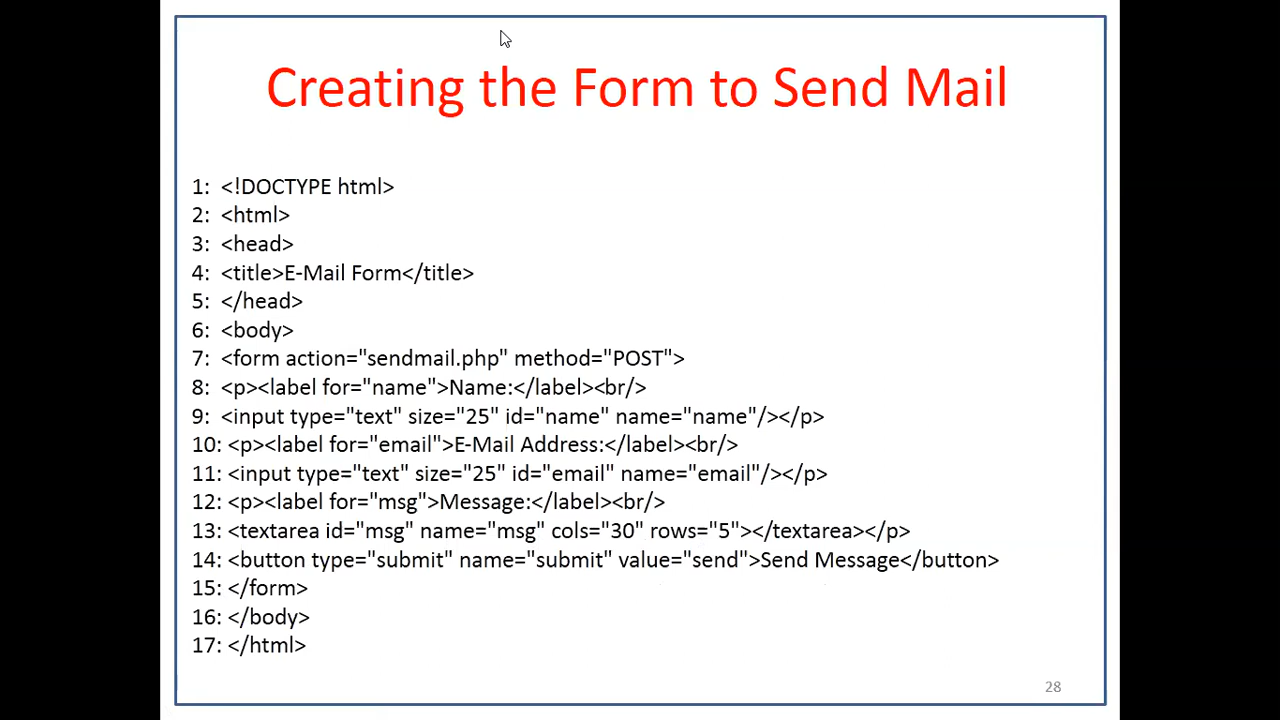 Creating the Form to Send Mail
1: <!DOCTYPE html>
2: <html>
3: <head>
4: <title>E-Mail Form</title>
5: </head>
6: <body>
7: <form action="sendmail.php" method="POST">
8: <p><label for="name">Name:</label><br/>
9: <input type="text" size="25" id="name" name="name"/></p>
10: <p><label for="email">E-Mail Address:</label><br/>
11: <input type="text" size="25" id="email" name="email"/></p>
12: <p><label for="msg">Message:</label><br/>
13: <textarea id="msg" name="msg" cols="30" rows="5"></textarea></p>
14: <button type="submit" name="submit" value="send">Send Message</button>
15: </form>
16: </body>
17: </html>
28